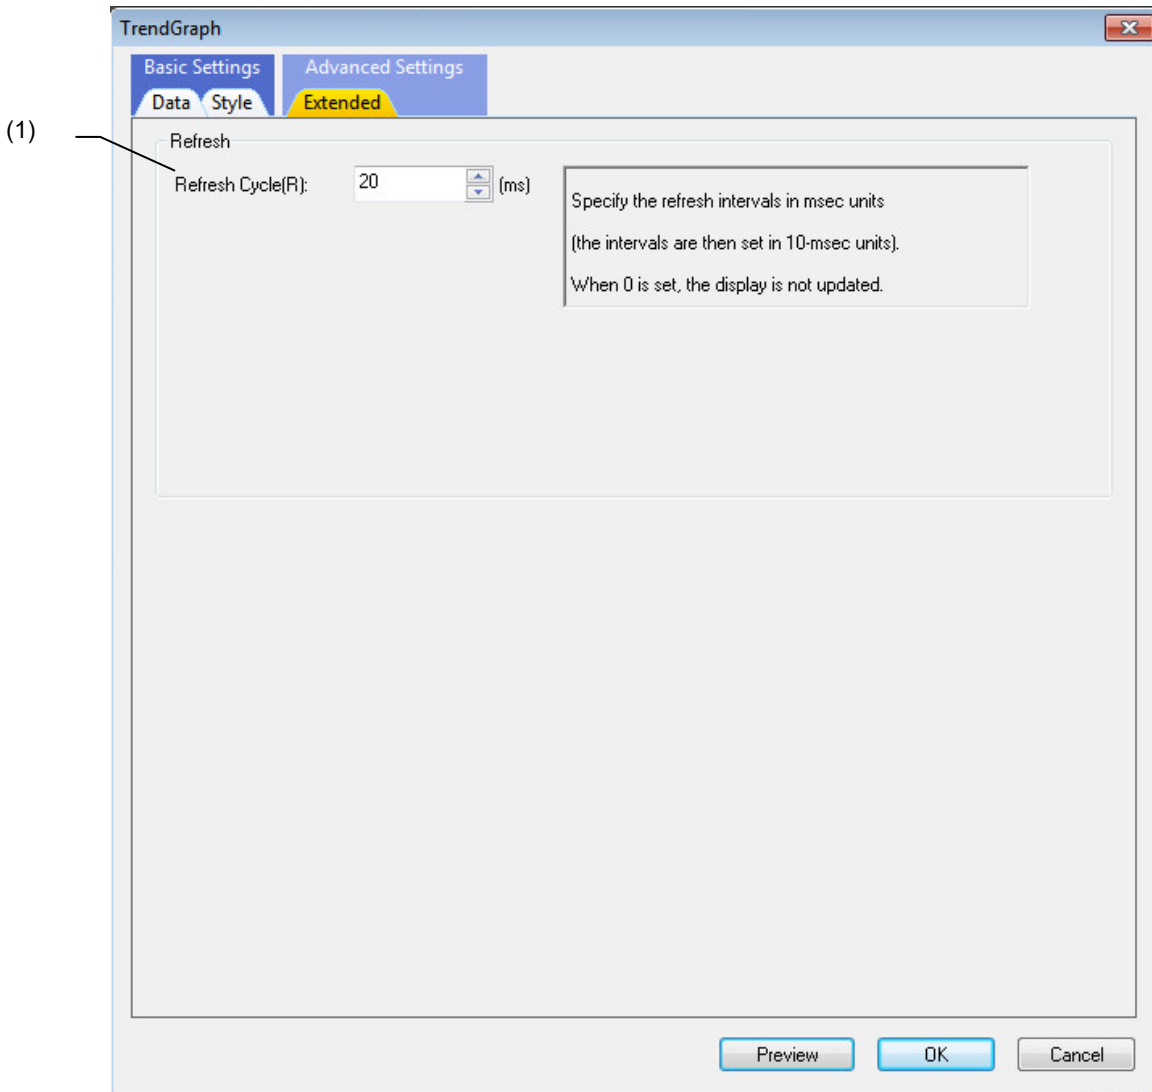 TrendGraph
Basic Settings
Advanced Settings
Data
Style
Extended
(1)
Refresh
Refresh Cycle(R):
20
(ms)
Specify the refresh intervals in msec units
(the intervals are then set in 10-msec units).
When 0 is set, the display is not updated.
Preview
OK
Cancel